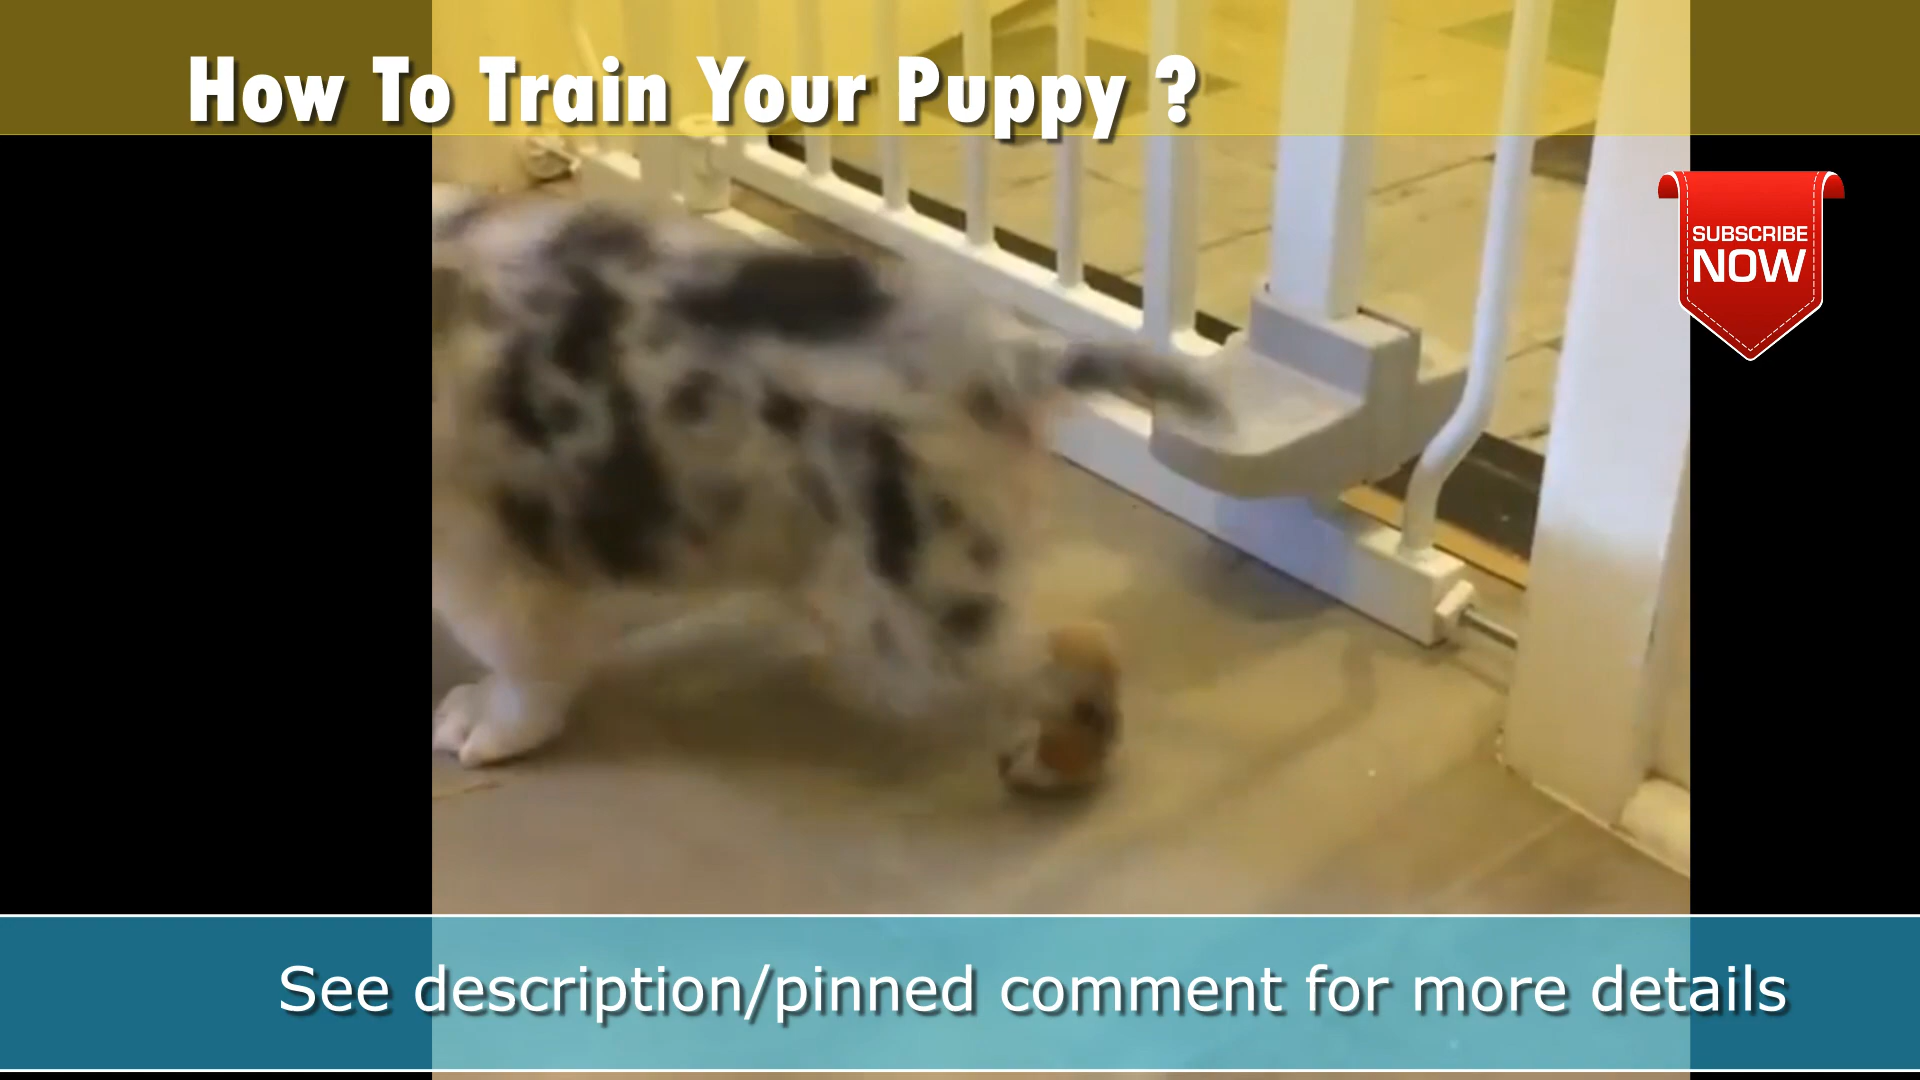 How To Train Your Puppy ?
SUBSCRIBE
NOW
See description/pinned comment for more details